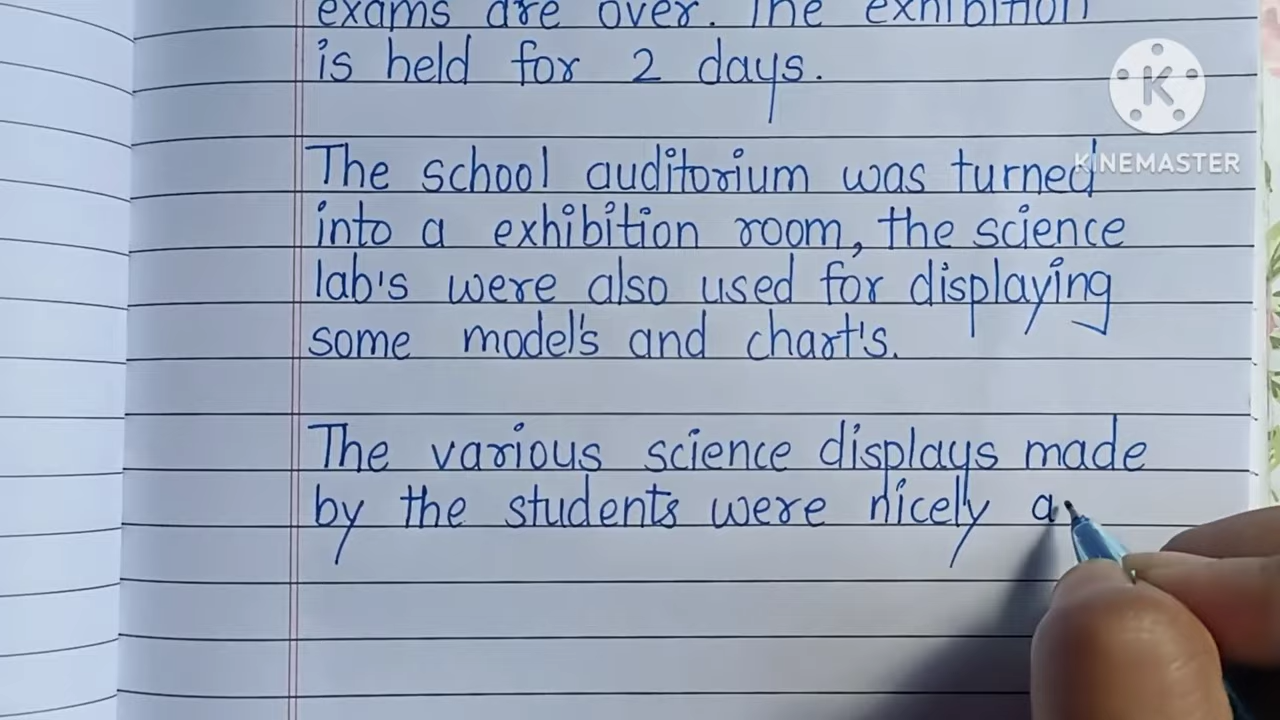 exams are over. The exhibition
is held for 2 days.
The school auditorium was turned
into a exhibition room, the science
lab's were also used for displaying
some model's and chart's.
The various science displays made
by the students were nicely a
K
KINEMASTER